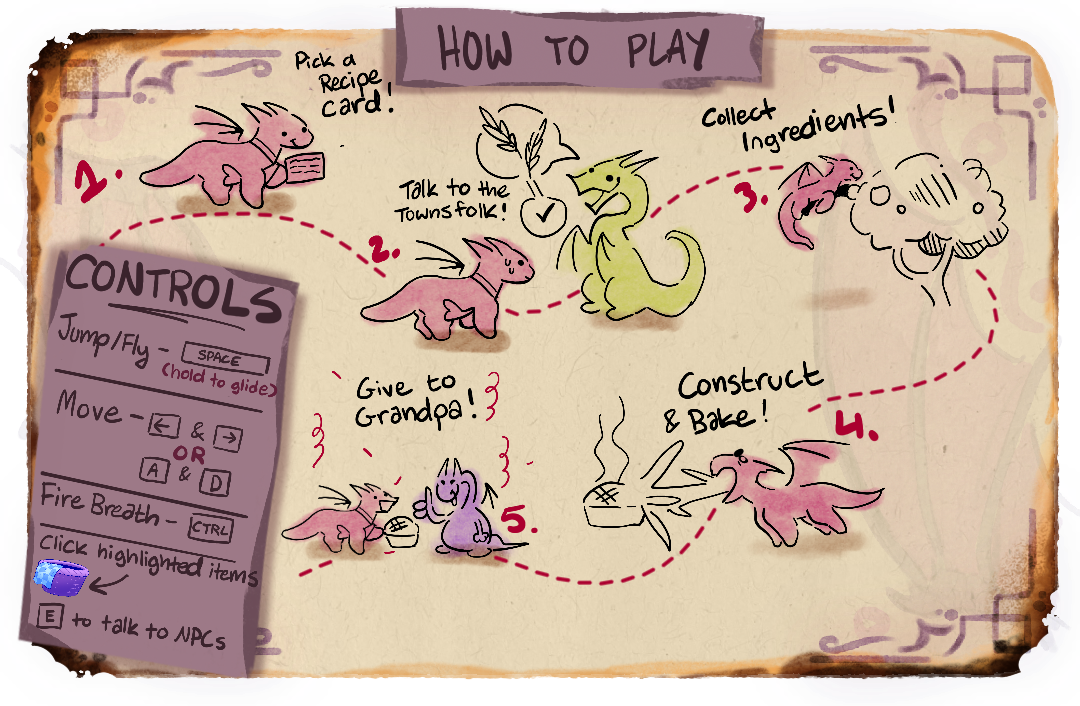 HOW TO PLAY
1.
Pick a
Recipe
card!
2.
Talk to the
Townsfolk!
3.
Collect
Ingredients!
4.
Construct
& Bake!
5.
Give to
Grandpa!
CONTROLS
Jump/Fly - SPACE
(hold to glide)
Move - ← & →
OR
A & D
Fire Breath - CTRL
Click highlighted items
E to talk to NPCs